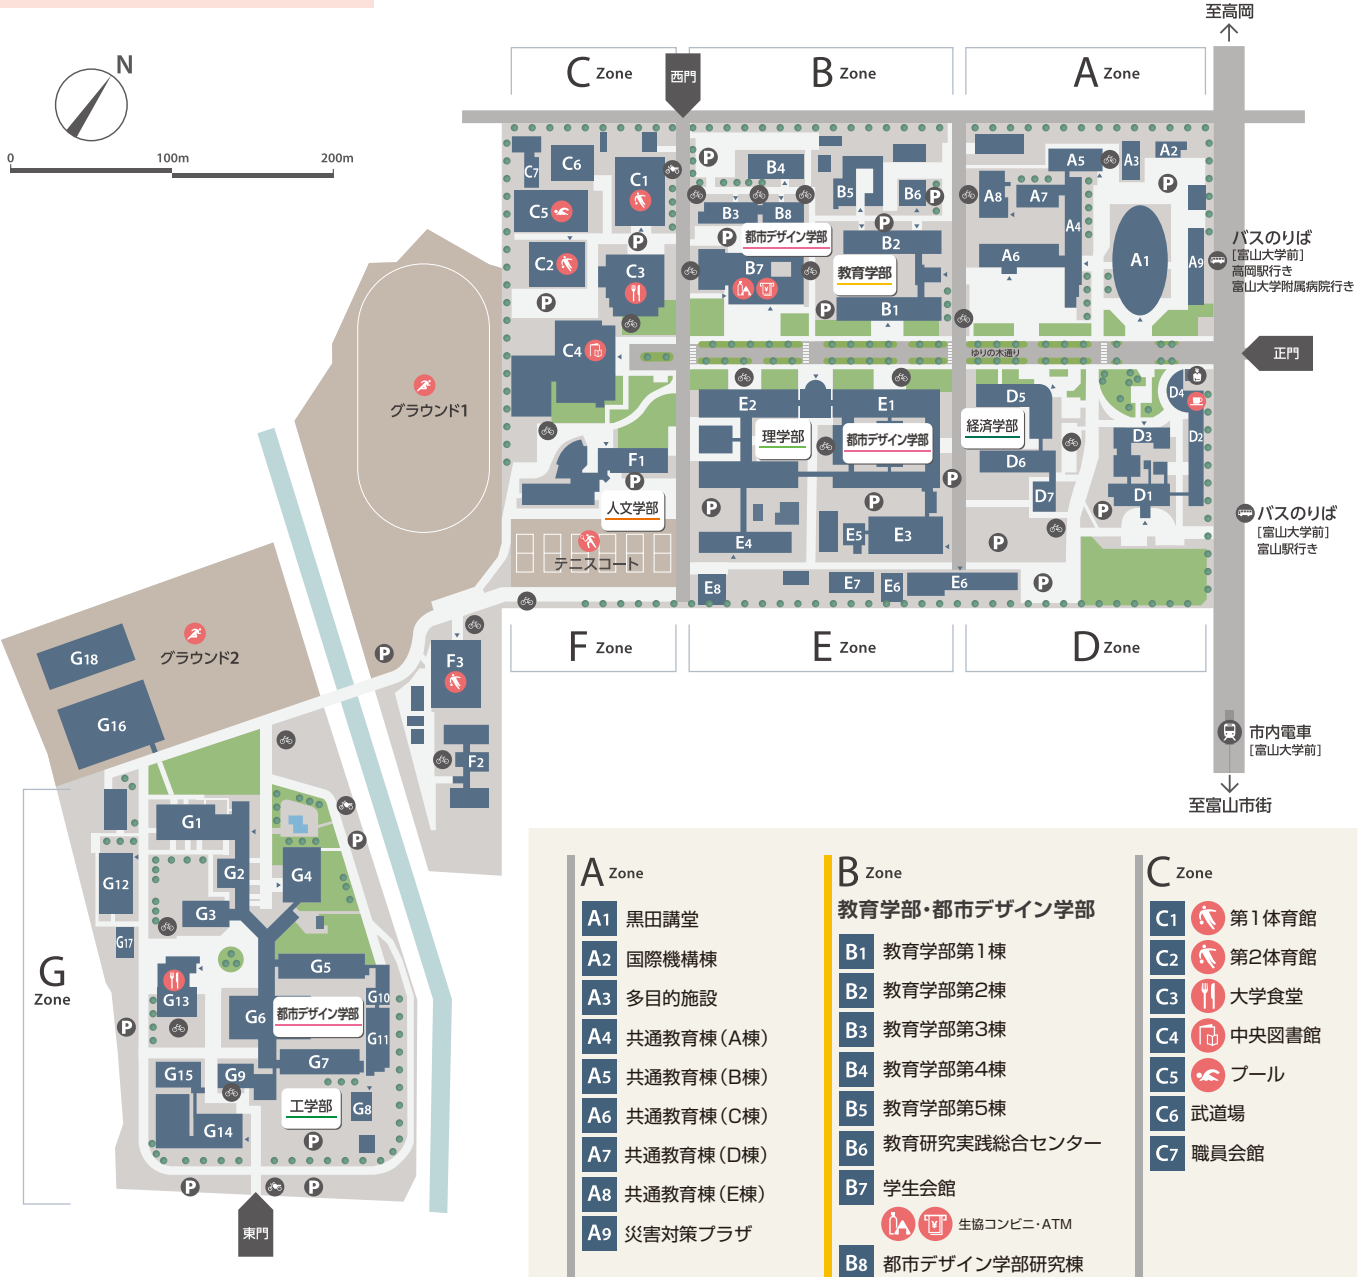 至高岡
N
0 100m 200m
C Zone
西門
B Zone
A Zone
C7
C6
C1
C5
C2
C3
C4
P
B4
B5
B6
P
B3
B8
P
P
都市デザイン学部
B7
B2
教育学部
P
B1
A5
A3
A2
P
A8
A7
A4
A6
A1
A9
P
P
バスのりば
[富山大学前]
高岡駅行き
富山大学附属病院行き
ゆりの木通り
正門
グラウンド1
E2
E1
理学部
都市デザイン学部
D5
経済学部
D4
D3
D2
D6
D7
D1
P
P
F1
P
人文学部
テニスコート
P
P
E4
E5
E3
P
バスのりば
[富山大学前]
富山駅行き
E8
E7
E6
E6
P
F Zone
E Zone
D Zone
グラウンド2
G18
G16
P
F3
F2
市内電車
[富山大学前]
至富山市街
G1
P
G2
G4
G12
G3
G17
G Zone
G5
G10
G13
G6
都市デザイン学部
G11
P
G7
G15
G9
工学部
G8
G14
P
P
P
東門
A Zone
A1 黒田講堂
A2 国際機構棟
A3 多目的施設
A4 共通教育棟（A棟）
A5 共通教育棟（B棟）
A6 共通教育棟（C棟）
A7 共通教育棟（D棟）
A8 共通教育棟（E棟）
A9 災害対策プラザ
B Zone
教育学部・都市デザイン学部
B1 教育学部第1棟
B2 教育学部第2棟
B3 教育学部第3棟
B4 教育学部第4棟
B5 教育学部第5棟
B6 教育研究実践総合センター
B7 学生会館
生協コンビニ・ATM
B8 都市デザイン学部研究棟
C Zone
C1 第1体育館
C2 第2体育館
C3 大学食堂
C4 中央図書館
C5 プール
C6 武道場
C7 職員会館